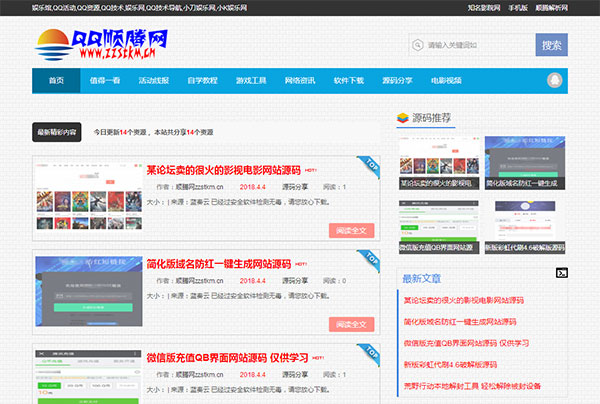 娱乐馆,QQ活动,QQ资源,QQ技术,娱乐网,QQ技术导航,小刀娱乐网,小K娱乐网
知名影院网 手机版 顺腾解析网
QQ顺腾网
WWW.ZZSTKM.CN
请输入关键词如
搜索
首页 值得一看 活动线报 自学教程 游戏工具 网络资讯 软件下载 源码分享 电影视频
最新精彩内容
今日更新14个资源，本站共分享14个资源
源码推荐
某论坛卖的很火的影视电
简化版域名防红一键生成
微信版充值QB界面网站源
新版彩虹代刷4.6破解版源码
TOP
某论坛卖的很火的影视电影网站源码 HOT!
作者：顺腾网zzstkm.cn 2018.4.4 源码分享 阅读：1
大小：| 来源：蓝奏云 已经过安全软件检测无毒，请您放心下载。
阅读全文
TOP
简化版域名防红一键生成网站源码 HOT!
作者：顺腾网zzstkm.cn 2018.4.4 源码分享 阅读：0
大小：| 来源：蓝奏云 已经过安全软件检测无毒，请您放心下载。
阅读全文
TOP
微信版充值QB界面网站源码 仅供学习 HOT!
作者：顺腾网zzstkm.cn 2018.4.4 源码分享 阅读：1
大小：| 来源：蓝奏云 已经过安全软件检测无毒，请您放心下载。
最新文章
某论坛卖的很火的影视电影网站源码
简化版域名防红一键生成网站源码
微信版充值QB界面网站源码 仅供学习
新版彩虹代刷4.6破解版源码
荒野行动本地解封工具 轻松解除被封设备